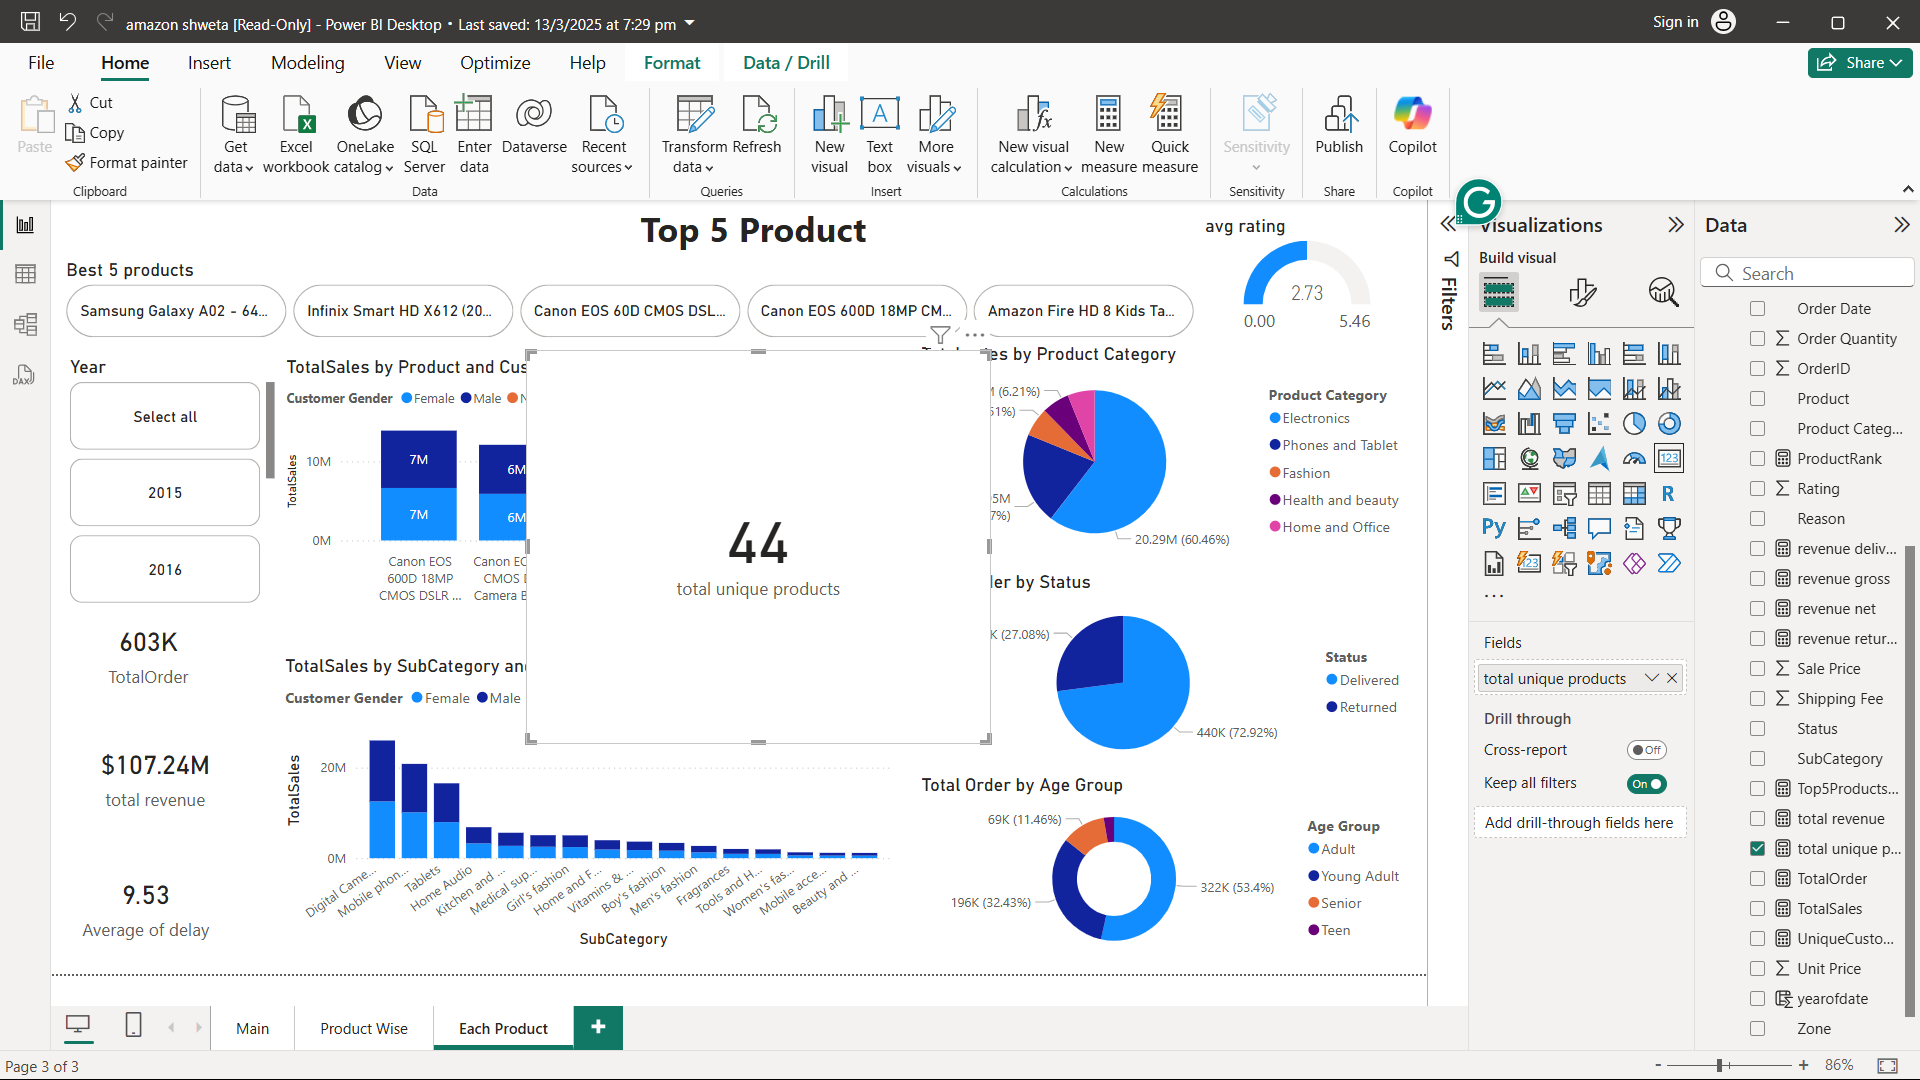 amazon shweta [Read-Only] - Power BI Desktop • Last saved: 13/3/2025 at 7:29 pm
Sign in
File
Home
Insert
Modeling
View
Optimize
Help
Format
Data / Drill
Share
Paste
Cut
Copy
Format painter
Clipboard
Get data
Excel workbook
OneLake catalog
SQL Server
Enter data
Dataverse
Recent sources
Data
Transform data
Refresh
Queries
New visual
Text box
More visuals
Insert
New visual calculation
New measure
Quick measure
Calculations
Sensitivity
Sensitivity
Publish
Share
Copilot
Copilot
Top 5 Product
Best 5 products
Samsung Galaxy A02 - 64...
Infinix Smart HD X612 (20...
Canon EOS 60D CMOS DSL...
Canon EOS 600D 18MP CM...
Amazon Fire HD 8 Kids Ta...
avg rating
2.73
0.00
5.46
Year
Select all
2015
2016
603K
TotalOrder
$107.24M
total revenue
9.53
Average of delay
TotalSales by Product and Cus
Customer Gender
Female
Male
N
TotalSales
10M
0M
7M
7M
6M
6M
Canon EOS
600D 18MP
CMOS DSLR ...
Canon EC
CMOS D
Camera B
44
total unique products
es by Product Category
(6.21%)
51%)
5M
7%)
20.29M (60.46%)
Product Category
Electronics
Phones and Tablet
Fashion
Health and beauty
Home and Office
der by Status
K (27.08%)
440K (72.92%)
Status
Delivered
Returned
TotalSales by SubCategory an
Customer Gender
Female
Male
TotalSales
20M
0M
Digital Came...
Mobile phon...
Tablets
Home Audio
Kitchen and ...
Medical sup...
Girl's fashion
Home and F...
Vitamins & ...
Boy's fashion
Men's fashion
Fragrances
Tools and H...
Women's fas...
Mobile acce...
Beauty and ...
SubCategory
Total Order by Age Group
69K (11.46%)
196K (32.43%)
322K (53.4%)
Age Group
Adult
Young Adult
Senior
Teen
Filters
Visualizations
Build visual
R
Py
123
123
...
Fields
total unique products
Drill through
Cross-report
Off
Keep all filters
On
Add drill-through fields here
Data
Search
Order Date
Order Quantity
OrderID
Product
Product Categ...
ProductRank
Rating
Reason
revenue deliv...
revenue gross
revenue net
revenue retur...
Sale Price
Shipping Fee
Status
SubCategory
Top5Products...
total revenue
total unique p...
TotalOrder
TotalSales
UniqueCusto...
Unit Price
yearofdate
Zone
Main
Product Wise
Each Product
Page 3 of 3
86%